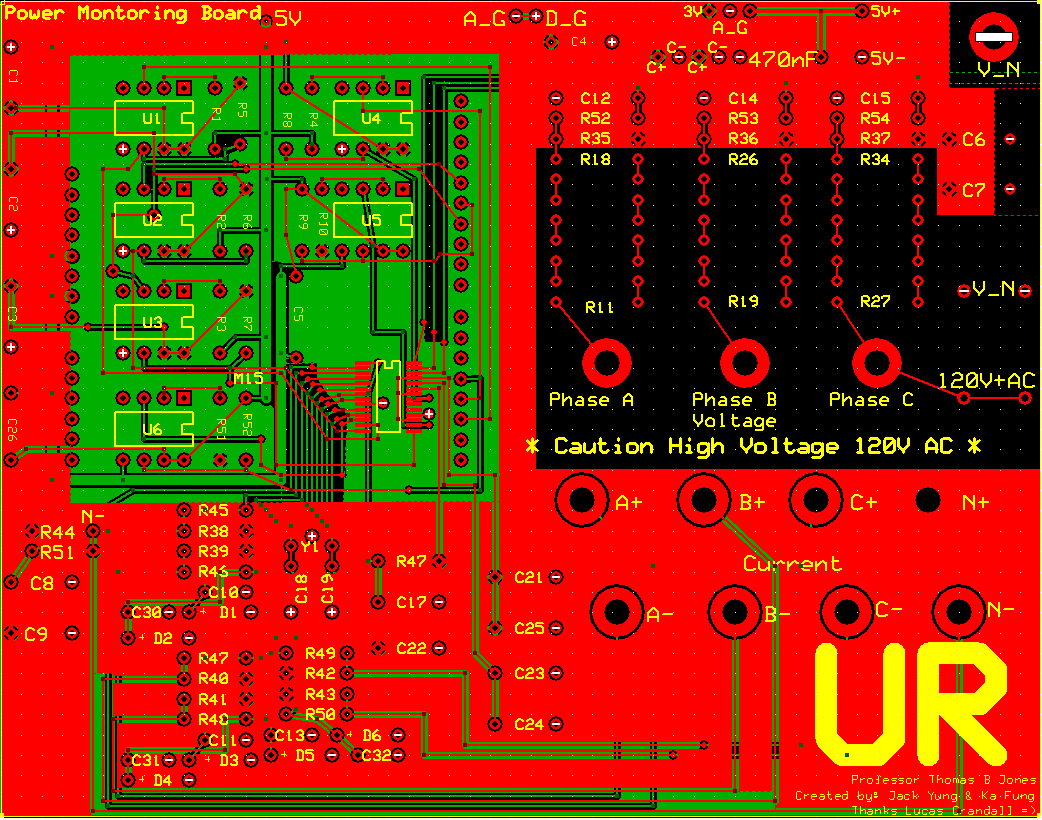 Power Montoring Board
5V
A_G D_G
3V
5V+
A_G
C4
C- C-
C+ C+
470nF
5V-
V_N
C1
U1
R1
R5
R8
R4
U4
C12 C14 C15
R52 R53 R54
R35 R36 R37
C6
R18 R26 R34
C7
C2
U2
R2
R6
R9
R10
U5
V_N
C3
U3
R3
R7
C5
R11 R19 R27
M15
120V+AC
Phase A Phase B Phase C
Voltage
C26
U6
R51
R52
* Caution High Voltage 120V AC *
A+ B+ C+ N+
N-
R44
R51
R45
R38
R39
R46
Y1
C18
C19
R47
Current
C8
C10
C30 D1
C17
C21
A- B- C- N-
C9
+ D2
C22
C25
R47 R49
R40 R42
C23
R41 R43
R48 R50
C24
C11 C13 + D6
C31 + D3 + D5 C32
+ D4
UR
Professor Thomas B Jones
Created by: Jack Yung & Ka-Fung
Thanks Lucas Crandall =)